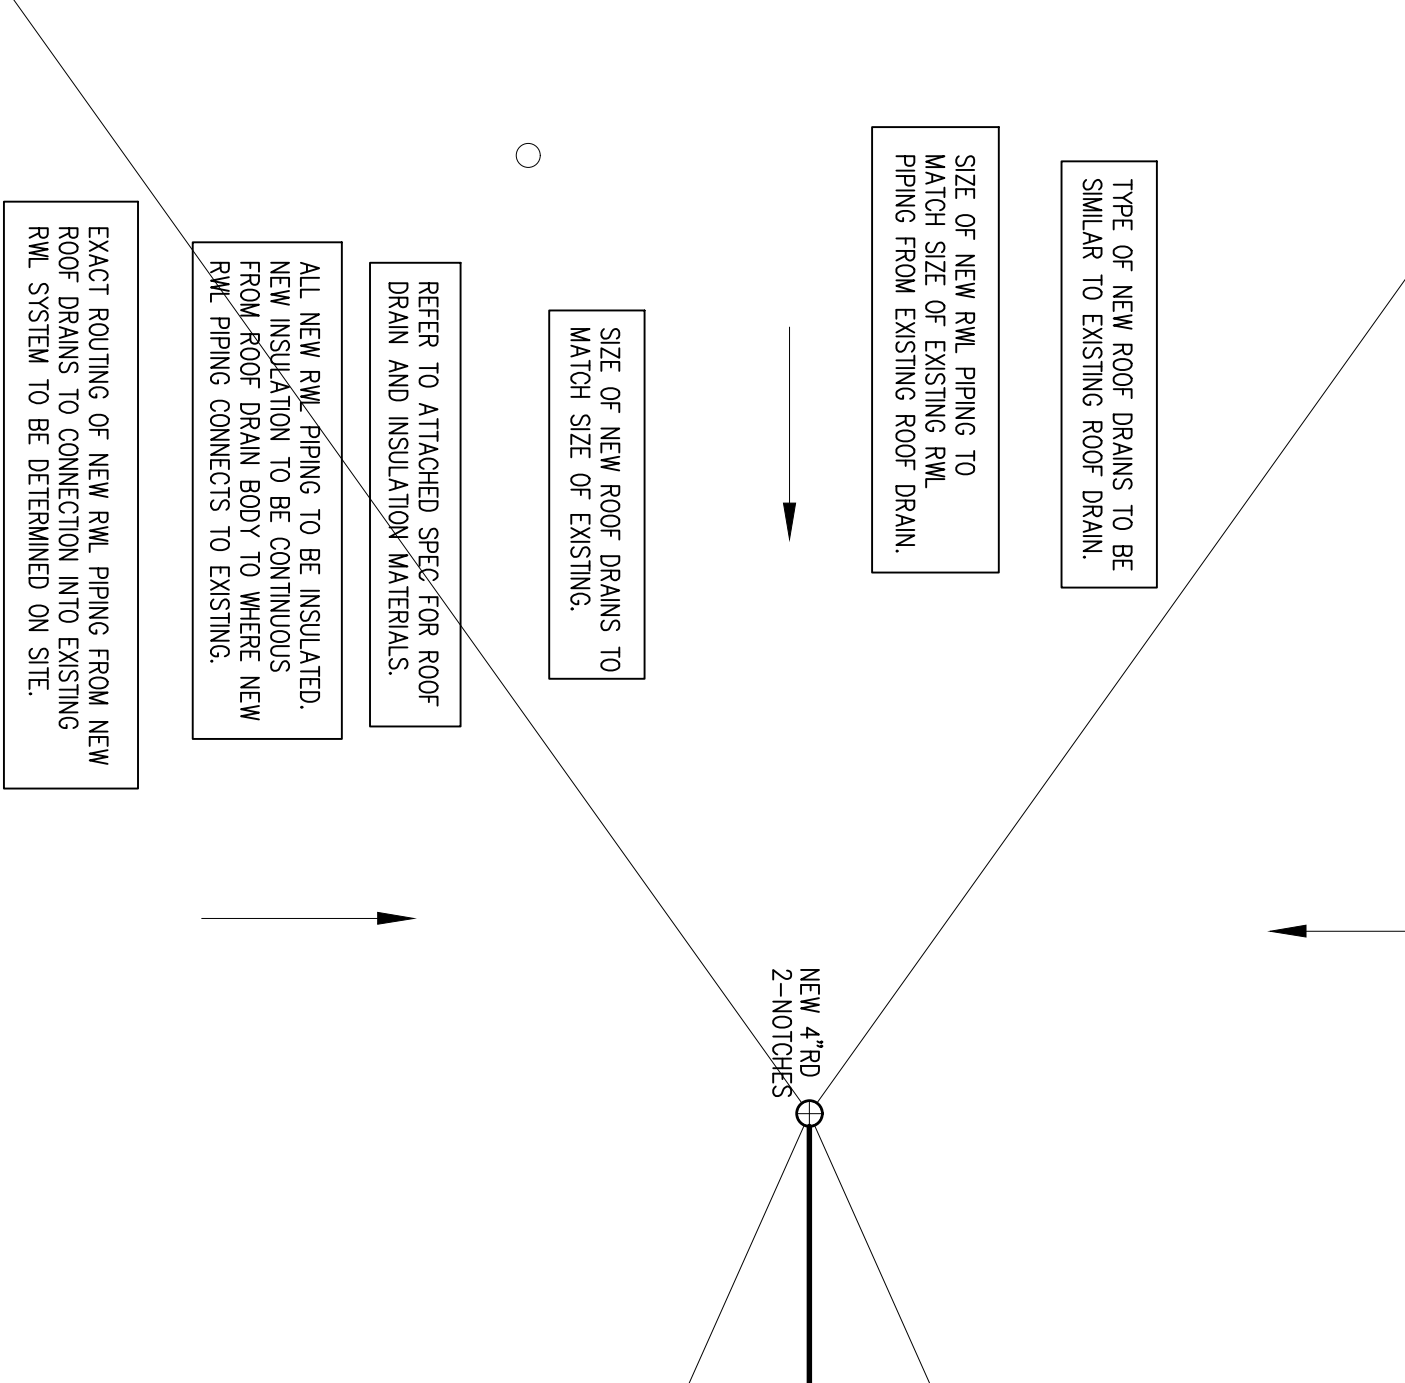 TYPE OF NEW ROOF DRAINS TO BE
SIMILAR TO EXISTING ROOF DRAIN.
SIZE OF NEW RWL PIPING TO
MATCH SIZE OF EXISTING RWL
PIPING FROM EXISTING ROOF DRAIN.
SIZE OF NEW ROOF DRAINS TO
MATCH SIZE OF EXISTING.
REFER TO ATTACHED SPEC FOR ROOF
DRAIN AND INSULATION MATERIALS.
ALL NEW RWL PIPING TO BE INSULATED.
NEW INSULATION TO BE CONTINUOUS
FROM ROOF DRAIN BODY TO WHERE NEW
RWL PIPING CONNECTS TO EXISTING.
EXACT ROUTING OF NEW RWL PIPING FROM NEW
ROOF DRAINS TO CONNECTION INTO EXISTING
RWL SYSTEM TO BE DETERMINED ON SITE.
NEW 4"RD
2-NOTCHES